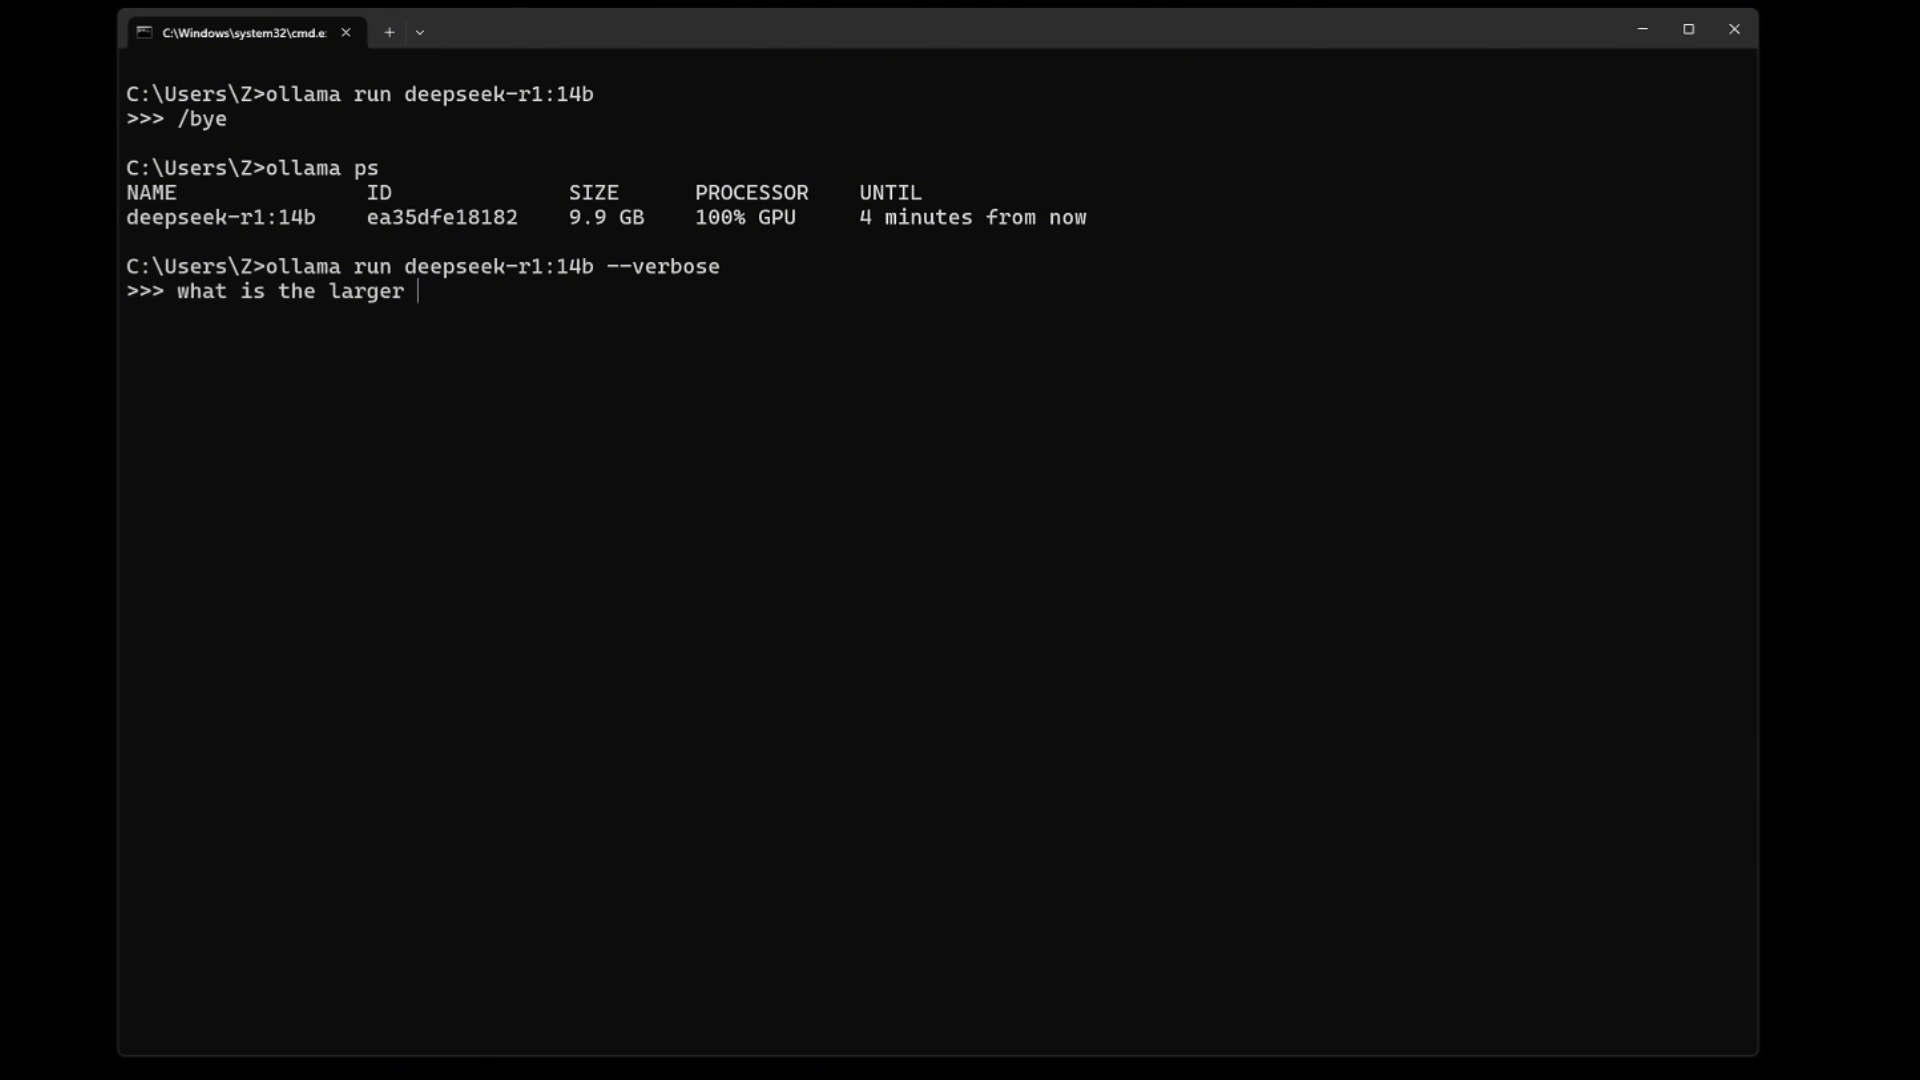 C:\Windows\system32\cmd.e
C:\Users\Z>ollama run deepseek-r1:14b
>>> /bye
C:\Users\Z>ollama ps
NAME ID SIZE PROCESSOR UNTIL
deepseek-r1:14b ea35dfe18182 9.9 GB 100% GPU 4 minutes from now
C:\Users\Z>ollama run deepseek-r1:14b --verbose
>>> what is the larger